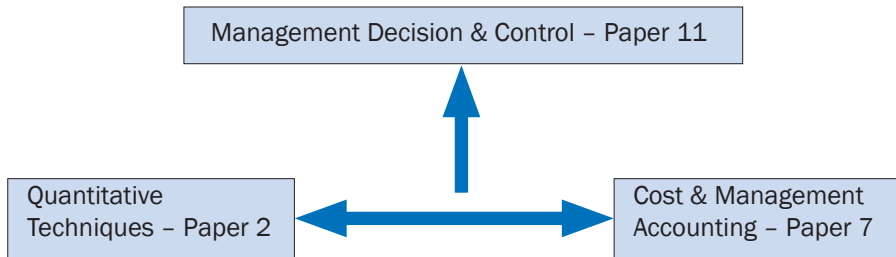 Management Decision & Control – Paper 11
Quantitative
Techniques – Paper 2
Cost & Management
Accounting – Paper 7